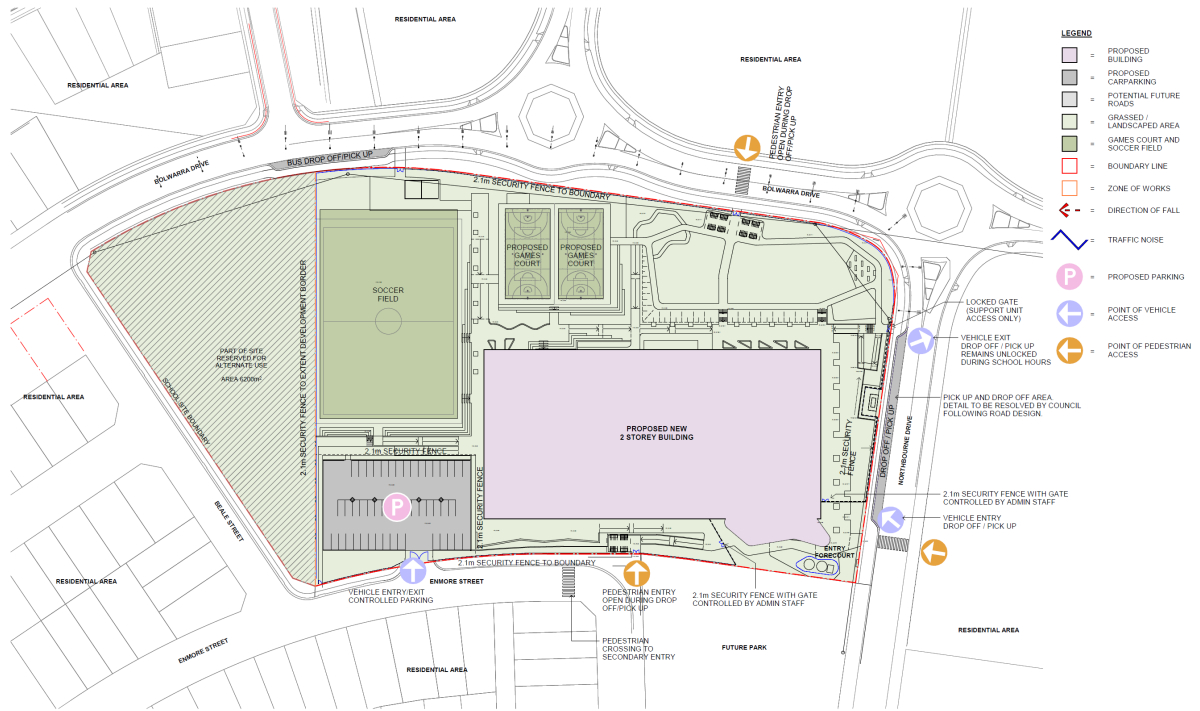 RESIDENTIAL AREA
RESIDENTIAL AREA
RESIDENTIAL AREA
BOLWARRA DRIVE
BUS DROP OFF/PICK UP
2.1m SECURITY FENCE TO BOUNDARY
PEDESTRIAN ENTRY
OPEN DURING DROP
OFF/PICK UP
BOLWARRA DRIVE
PROPOSED
"GAMES"
COURT
PROPOSED
"GAMES"
COURT
SOCCER
FIELD
2.1m SECURITY FENCE TO EXTENT DEVELOPMENT BORDER
PART OF SITE
RESERVED FOR
ALTERNATE USE
AREA 6200m²
SCHOOL SITE BOUNDARY
RESIDENTIAL AREA
BEALE STREET
PROPOSED NEW
2 STOREY BUILDING
2.1m SECURITY FENCE
2.1m SECURITY FENCE
P
2.1m SECURITY
FENCE
DROP OFF / PICK UP
NORTHBOURNE DRIVE
LOCKED GATE
(SUPPORT UNIT
ACCESS ONLY)
VEHICLE EXIT
DROP OFF / PICK UP
REMAINS UNLOCKED
DURING SCHOOL HOURS
PICK UP AND DROP OFF AREA.
DETAIL TO BE RESOLVED BY COUNCIL
FOLLOWING ROAD DESIGN.
2.1m SECURITY FENCE WITH GATE
CONTROLLED BY ADMIN STAFF
VEHICLE ENTRY
DROP OFF / PICK UP
ENTRY
FORECOURT
2.1m SECURITY FENCE TO BOUNDARY
ENMORE STREET
VEHICLE ENTRY/EXIT
CONTROLLED PARKING
PEDESTRIAN ENTRY
OPEN DURING DROP
OFF/PICK UP
2.1m SECURITY FENCE WITH GATE
CONTROLLED BY ADMIN STAFF
PEDESTRIAN
CROSSING TO
SECONDARY ENTRY
FUTURE PARK
RESIDENTIAL AREA
RESIDENTIAL AREA
ENMORE STREET
RESIDENTIAL AREA
LEGEND
= PROPOSED
BUILDING
= PROPOSED
CARPARKING
= POTENTIAL FUTURE
ROADS
= GRASSED /
LANDSCAPED AREA
= GAMES COURT AND
SOCCER FIELD
= BOUNDARY LINE
= ZONE OF WORKS
= DIRECTION OF FALL
= TRAFFIC NOISE
P = PROPOSED PARKING
= POINT OF VEHICLE
ACCESS
= POINT OF PEDESTRIAN
ACCESS